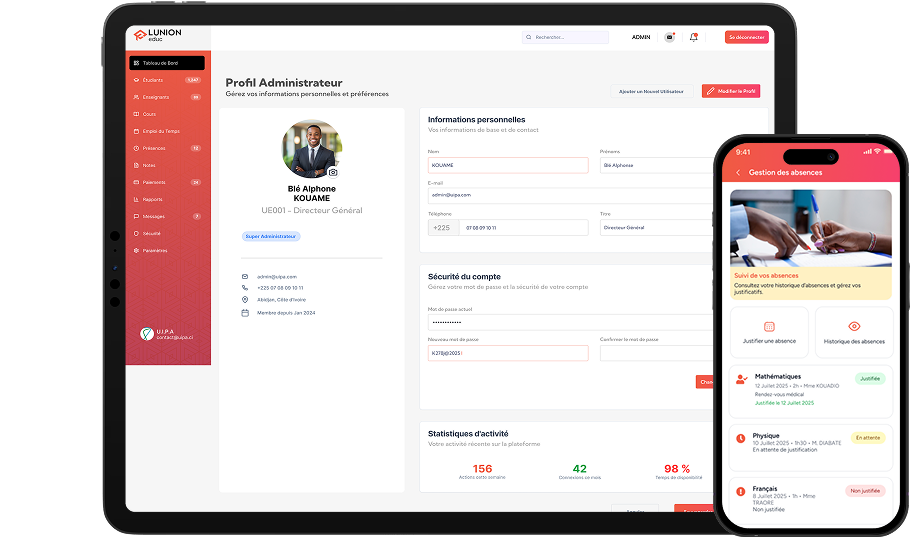 LUNION
educ
Rechercher...
ADMIN
Se déconnecter
Tableau de Bord
Étudiants
1,247
Enseignants
Cours
Emploi du Temps
Présences
12
Notes
Paiements
24
Rapports
Messages
7
Sécurité
Paramètres
U.I.P.A
contact@uipa.ci
Profil Administrateur
Gérez vos informations personnelles et préférences
Ajouter un Nouvel Utilisateur
Modifier le Profil
Blé Alphone
KOUAME
UE001 - Directeur Général
Super Administrateur
admin@uipa.com
+225 07 08 09 10 11
Abidjan, Côte d'Ivoire
Membre depuis Jan 2024
Informations personnelles
Vos informations de base et de contact
Nom
Prénoms
KOUAME
Blé Alphonse
E-mail
admin@uipa.com
Téléphone
Titre
+225
07 08 09 10 11
Directeur Général
Sécurité du compte
Gérez votre mot de passe et la sécurité de votre compte
Mot de passe actuel
••••••••••••
Nouveau mot de passe
Confirmer le mot de passe
Statistiques d'activité
Votre activité récente sur la plateforme
156
Actions cette semaine
42
Connexions ce mois
98 %
Temps de disponibilité
9:41
Gestion des absences
Suivi de vos absences
Consultez votre historique d'absences et gérez vos
justificatifs.
Justifier une absence
Historique des absences
Mathématiques
Justifiée
12 Juillet 2025 • 2h • Mme KOUADIO
Rendez-vous médical
Justifiée le 12 Juillet 2025
Physique
En attente
10 Juillet 2025 • 1h30 • M. DIABATE
En attente de justification
Français
Non justifiée
8 Juillet 2025 • 1h • Mme
TRAORE
Non justifiée